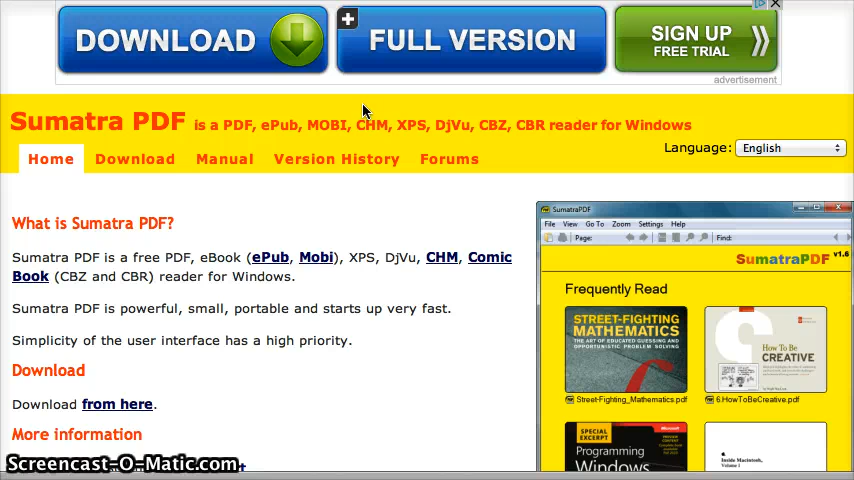 DOWNLOAD
FULL VERSION
SIGN UP
FREE TRIAL
advertisement
Sumatra PDF is a PDF, ePub, MOBI, CHM, XPS, DjVu, CBZ, CBR reader for Windows
Language: English
Home Download Manual Version History Forums
What is Sumatra PDF?
Sumatra PDF is a free PDF, eBook (ePub, Mobi), XPS, DjVu, CHM, Comic
Book (CBZ and CBR) reader for Windows.
Sumatra PDF is powerful, small, portable and starts up very fast.
Simplicity of the user interface has a high priority.
Download
Download from here.
More information
SumatraPDF
File View Go To Zoom Settings Help
Page: Find:
SumatraPDF v1.6
Frequently Read
STREET-FIGHTING
MATHEMATICS
THE ART OF EDUCATED GUESSING AND
OPPORTUNISTIC PROBLEM SOLVING
How To Be
CREATIVE
Street-Fighting_Mathematics.pdf
6.HowToBeCreative.pdf
SPECIAL
EXCERPT
Microsoft
Programming
Windows
Inside Macintosh,
Volume I
Screencast-O-Matic.com